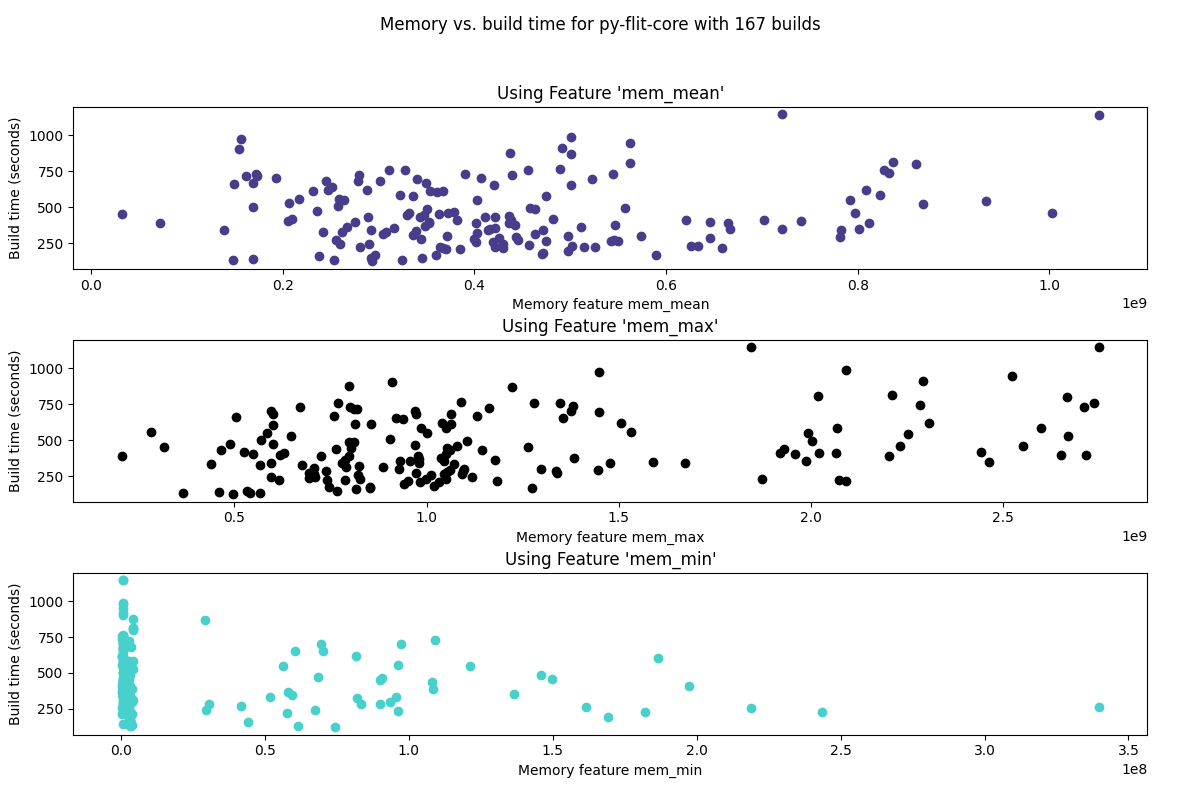 Memory vs. build time for py-flit-core with 167 builds
Using Feature 'mem_mean'
Build time (seconds)
1000
750
500
250
0.0 0.2 0.4 0.6 0.8 1.0
1e9
Memory feature mem_mean
Using Feature 'mem_max'
Build time (seconds)
1000
750
500
250
0.5 1.0 1.5 2.0 2.5
1e9
Memory feature mem_max
Using Feature 'mem_min'
Build time (seconds)
1000
750
500
250
0.0 0.5 1.0 1.5 2.0 2.5 3.0 3.5
1e8
Memory feature mem_min